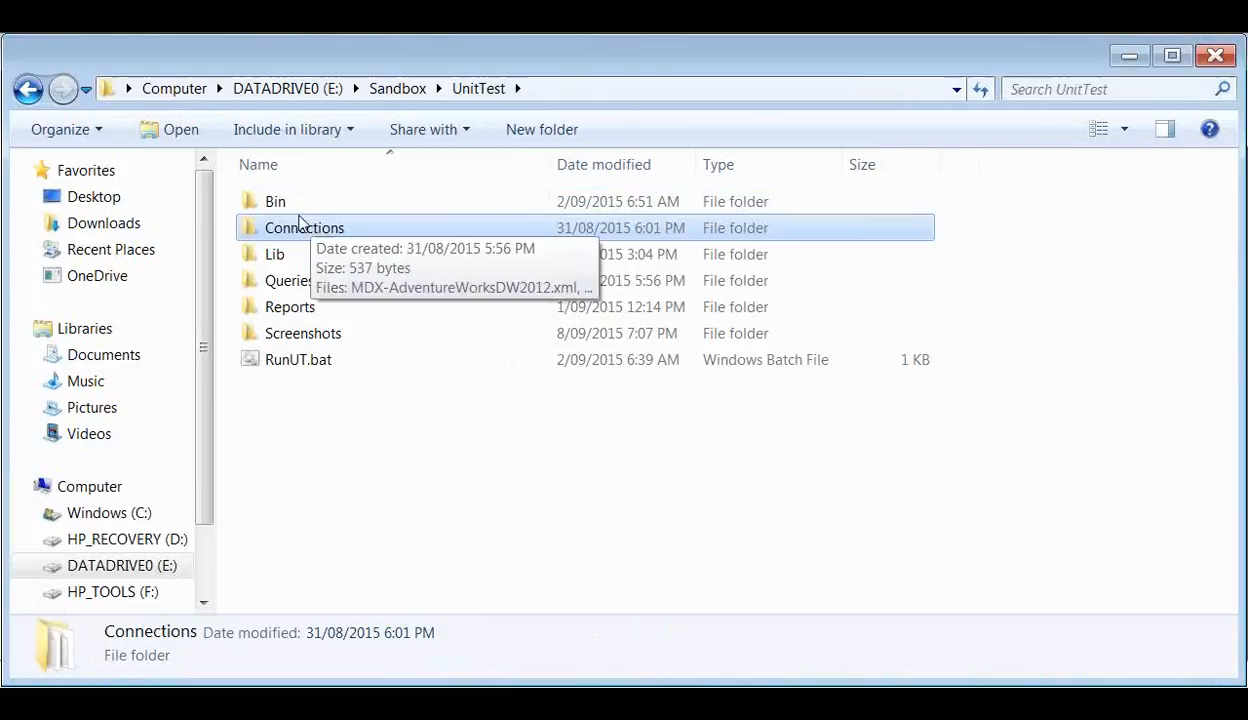 Computer DATADRIVE0 (E:) Sandbox UnitTest
Search UnitTest
Organize Open Include in library Share with New folder
Favorites
Desktop
Downloads
Recent Places
OneDrive
Libraries
Documents
Music
Pictures
Videos
Computer
Windows (C:)
HP_RECOVERY (D:)
DATADRIVE0 (E:)
HP_TOOLS (F:)
Name Date modified Type Size
Bin 2/09/2015 6:51 AM File folder
Connections 31/08/2015 6:01 PM File folder
Lib 015 3:04 PM File folder
Queries 5:56 PM File folder
Reports 1/09/2015 12:14 PM File folder
Screenshots 8/09/2015 7:07 PM File folder
RunUT.bat 2/09/2015 6:39 AM Windows Batch File 1 KB
Date created: 31/08/2015 5:56 PM
Size: 537 bytes
Files: MDX-AdventureWorksDW2012.xml, ...
Connections Date modified: 31/08/2015 6:01 PM
File folder